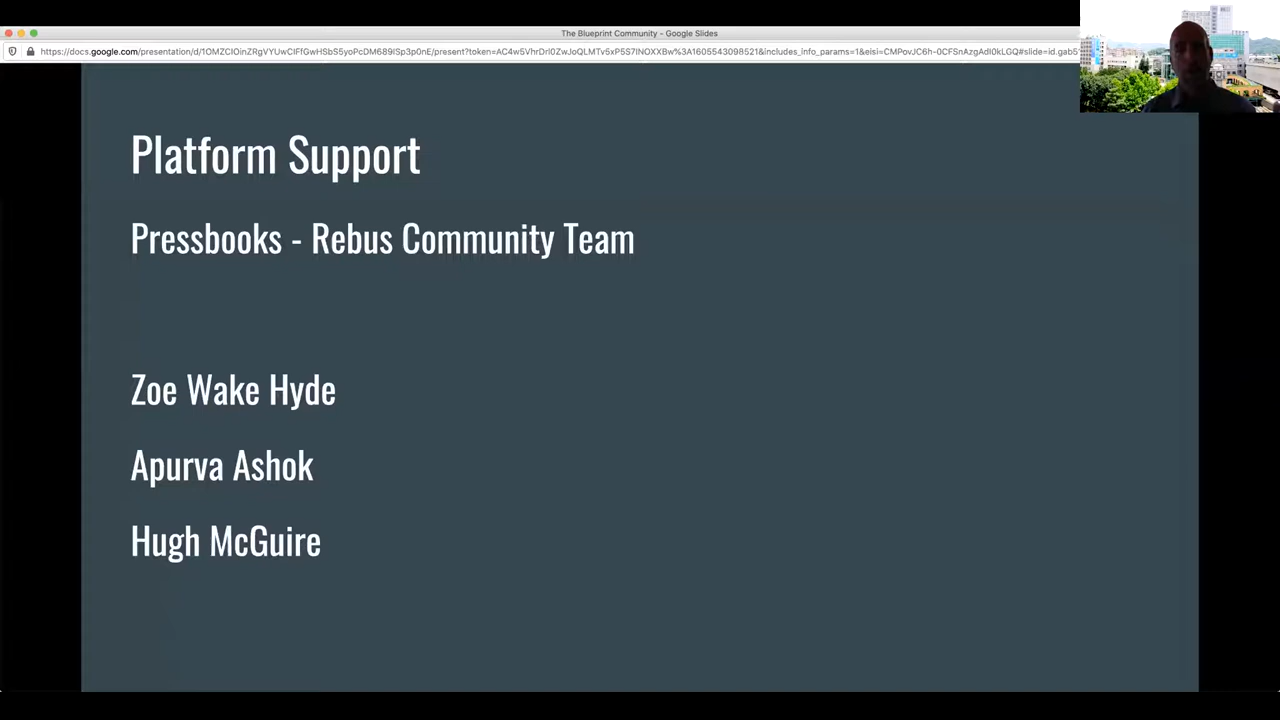 The Blueprint Community - Google Slides
Platform Support
Pressbooks - Rebus Community Team
Zoe Wake Hyde
Apurva Ashok
Hugh McGuire